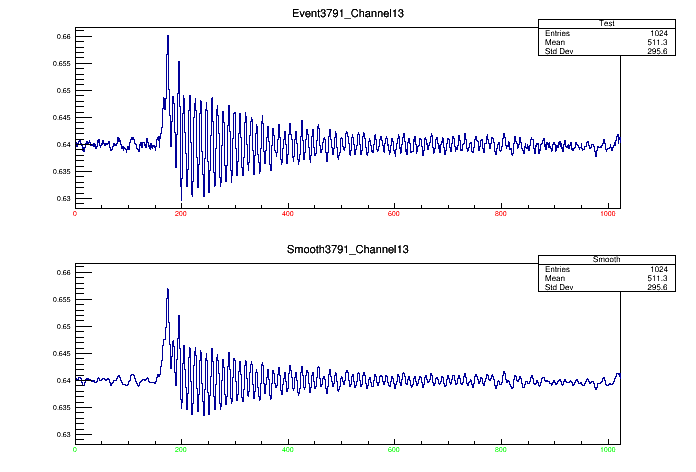 Event3791_Channel13
Test
Entries 1024
Mean 511.3
Std Dev 295.6
0.66
0.655
0.65
0.645
0.64
0.635
0.63
0 200 400 600 800 1000
Smooth3791_Channel13
Smooth
Entries 1024
Mean 511.3
Std Dev 295.6
0.66
0.655
0.65
0.645
0.64
0.635
0.63
0 200 400 600 800 1000